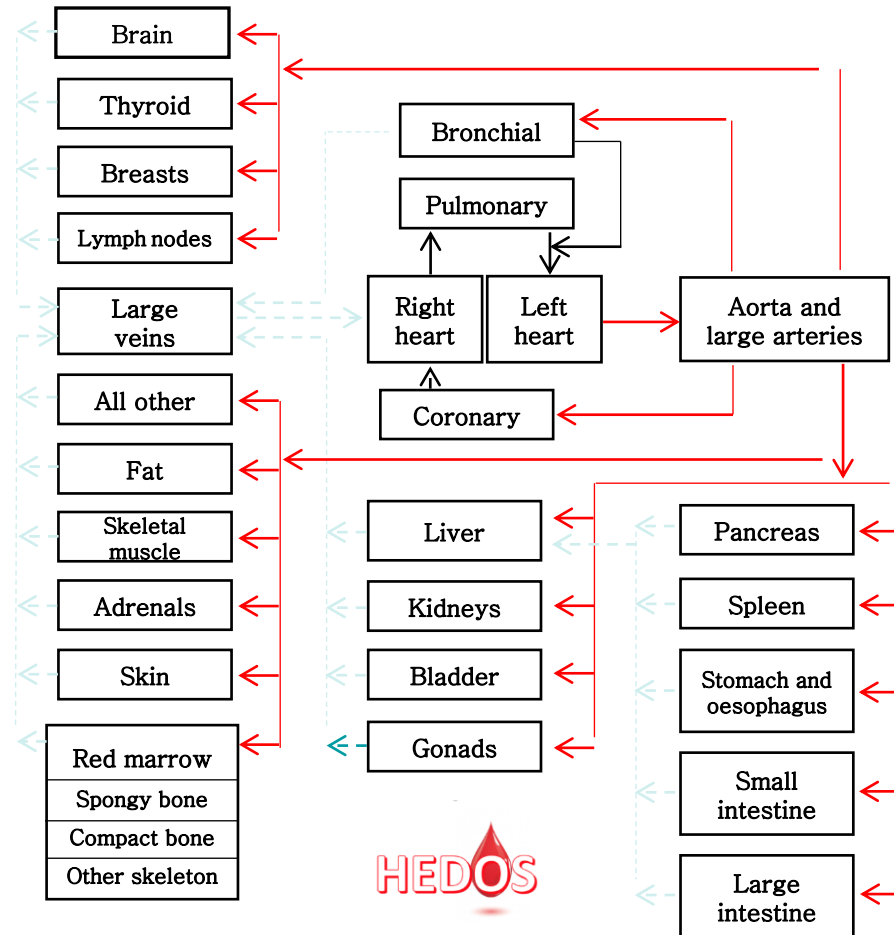 Brain
Thyroid
Breasts
Lymph nodes
Large
veins
All other
Fat
Skeletal
muscle
Adrenals
Skin
Red marrow
Spongy bone
Compact bone
Other skeleton
Bronchial
Pulmonary
Right
heart
Left
heart
Coronary
Aorta and
large arteries
Liver
Kidneys
Bladder
Gonads
Pancreas
Spleen
Stomach and
oesophagus
Small
intestine
Large
intestine
HEDOS